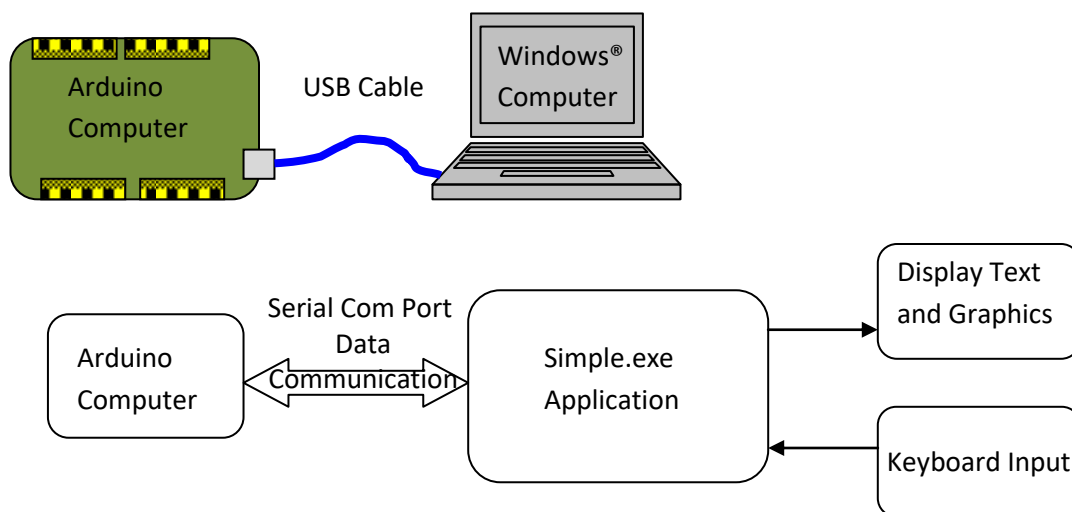 Arduino
Computer
USB Cable
Windows®
Computer
Serial Com Port
Data
Communication
Arduino
Computer
Simple.exe
Application
Display Text
and Graphics
Keyboard Input